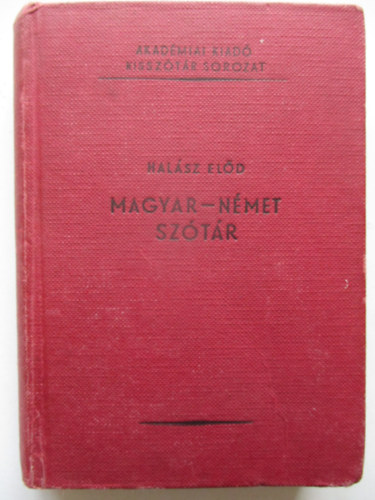 AKADÉMIAI KIADÓ
KISSZÓTÁR SOROZAT
HALÁSZ ELŐD
MAGYAR–NÉMET
SZÓTÁR